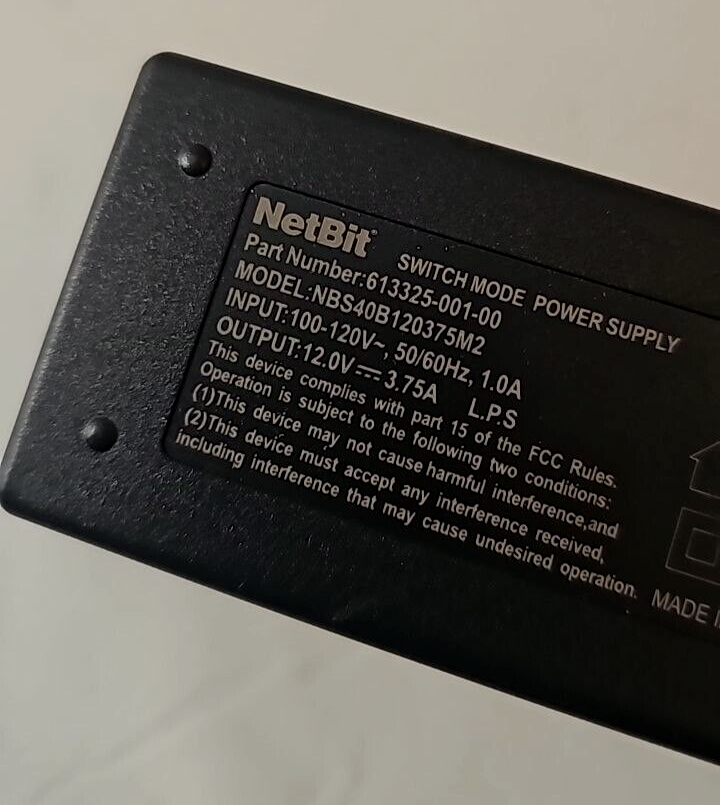 NetBit
SWITCH MODE POWER SUPPLY
Part Number:613325-001-00
MODEL:NBS40B120375M2
INPUT:100-120V~, 50/60Hz, 1.0A
OUTPUT:12.0V⎓3.75A L.P.S
This device complies with part 15 of the FCC Rules.
Operation is subject to the following two conditions:
(1)This device may not cause harmful interference,and
(2)This device must accept any interference received,
including interference that may cause undesired operation.
MADE